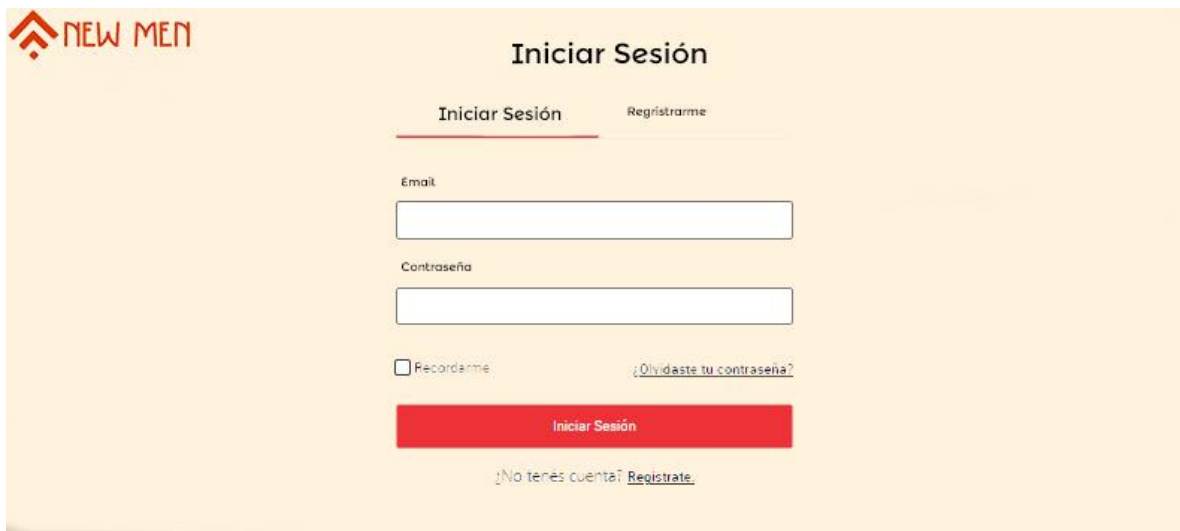 NEW MEN
Iniciar Sesión
Iniciar Sesión Regristrarme
Email
Contraseña
Recordarme ¿Olvidaste tu contraseña?
Iniciar Sesión
¿No tenés cuenta? Registrate.